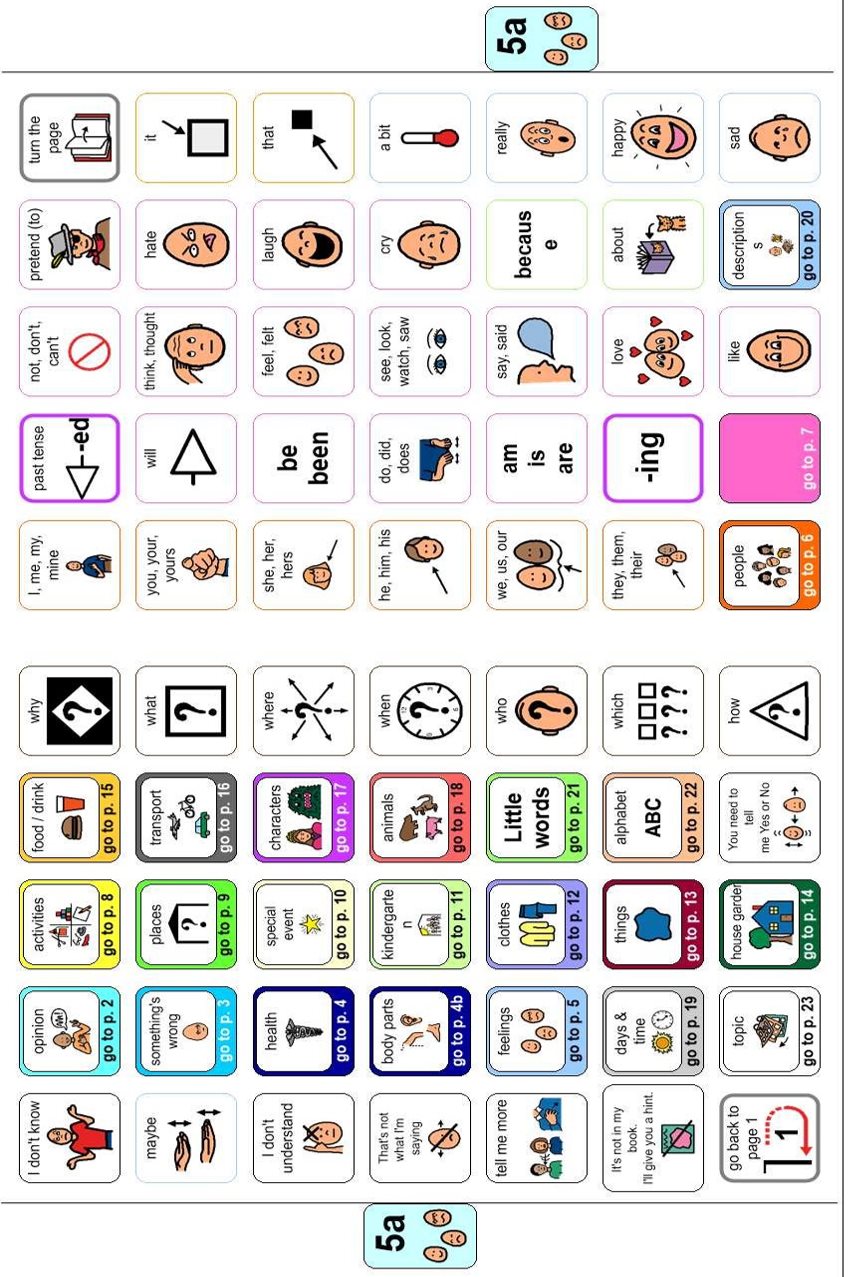 5a
I don't know
opinion
go to p. 2
activities
go to p. 8
food / drink
go to p. 15
why
?
I, me, my,
mine
past tense
-ed
not, don't,
can't
pretend (to)
turn the
page
maybe
something's
wrong
go to p. 3
places
?
go to p. 9
transport
go to p. 16
what
?
you, your,
yours
will
think, thought
hate
it
I don't
understand
health
go to p. 4
special
event
go to p. 10
characters
go to p. 17
where
?
she, her,
hers
be
been
feel, felt
laugh
that
That's not
what I'm
saying
body parts
go to p. 4b
kindergarte
n
go to p. 11
animals
go to p. 18
when
?
he, him, his
do, did,
does
see, look,
watch, saw
cry
a bit
tell me more
feelings
go to p. 5
clothes
go to p. 12
Little
words
go to p. 21
who
?
we, us, our
am
is
are
say, said
becaus
e
really
It's not in my
book.
I'll give you a hint.
days &
time
go to p. 19
things
go to p. 13
alphabet
ABC
go to p. 22
which
???
they, them,
their
-ing
love
about
happy
go back to
page 1
1
topic
go to p. 23
house garden
go to p. 14
You need to
tell
me Yes or No
how
?
people
go to p. 6
go to p. 7
like
description
s
go to p. 20
sad
5a